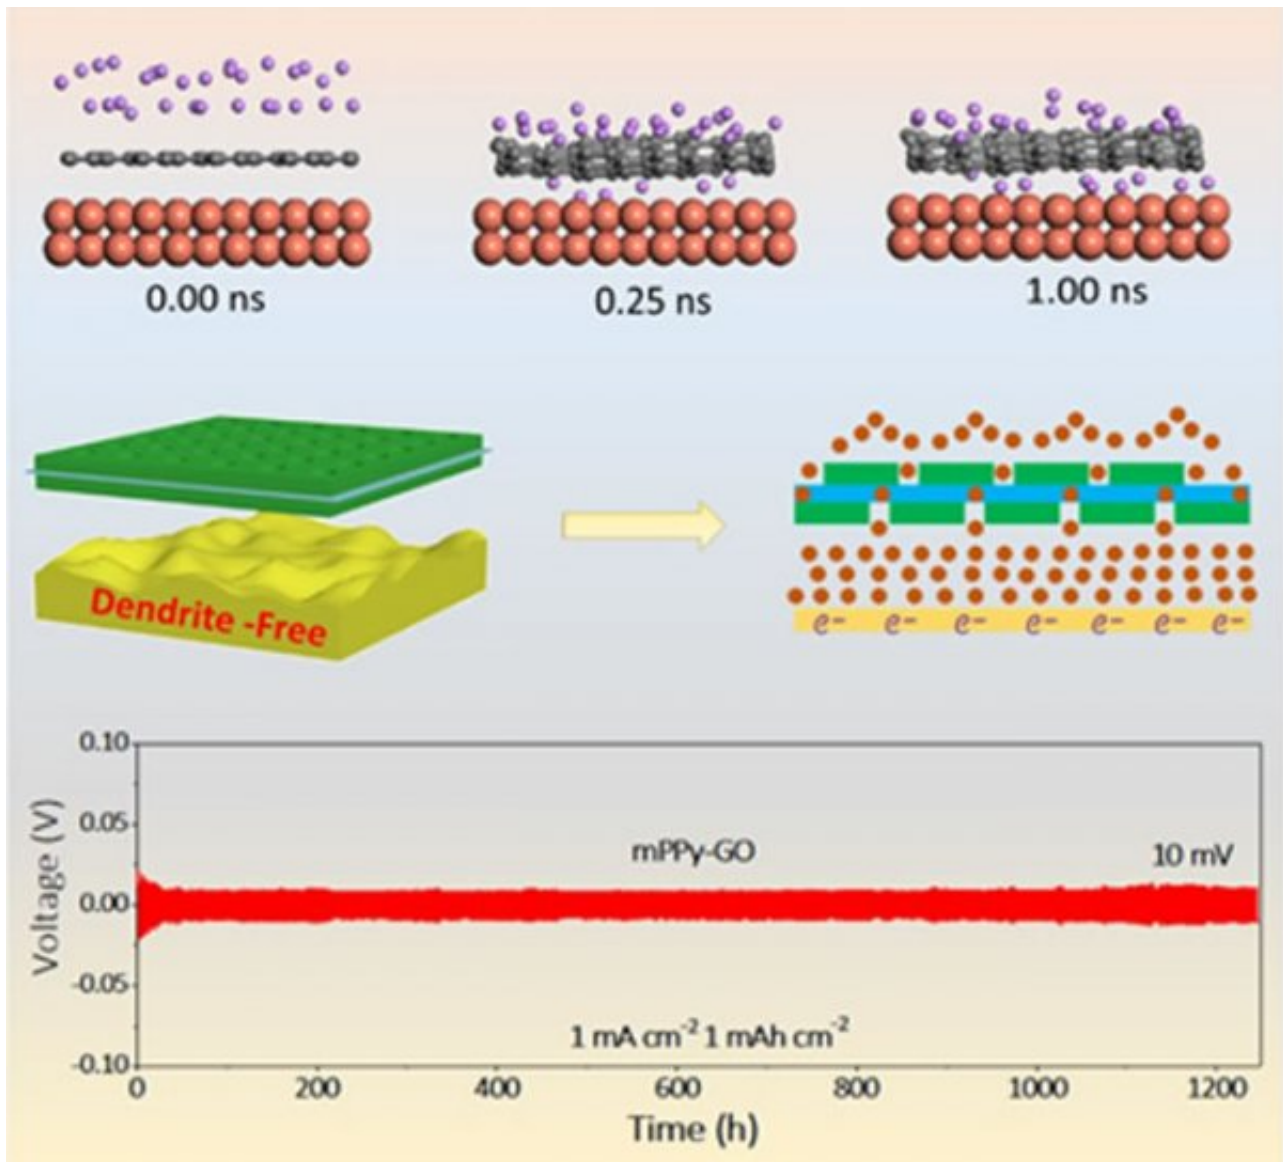 0.00 ns
0.25 ns
1.00 ns
Dendrite -Free
e- e- e- e- e- e- e-
0.10
0.05
0.00
-0.05
-0.10
Voltage (V)
mPPy-GO
10 mV
1 mA cm⁻² 1 mAh cm⁻²
0 200 400 600 800 1000 1200
Time (h)